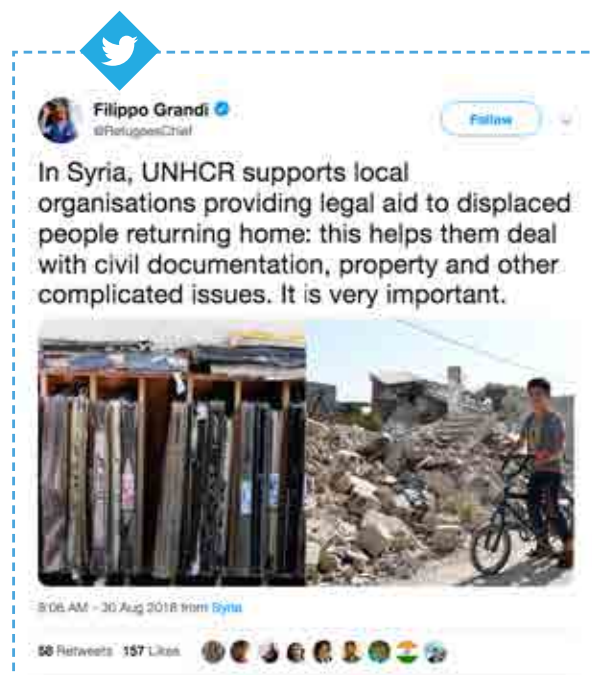 Filippo Grandi
@RefugeesChief
Follow
In Syria, UNHCR supports local
organisations providing legal aid to displaced
people returning home: this helps them deal
with civil documentation, property and other
complicated issues. It is very important.
9:06 AM - 30 Aug 2018 from Syria
58 Retweets 157 Likes